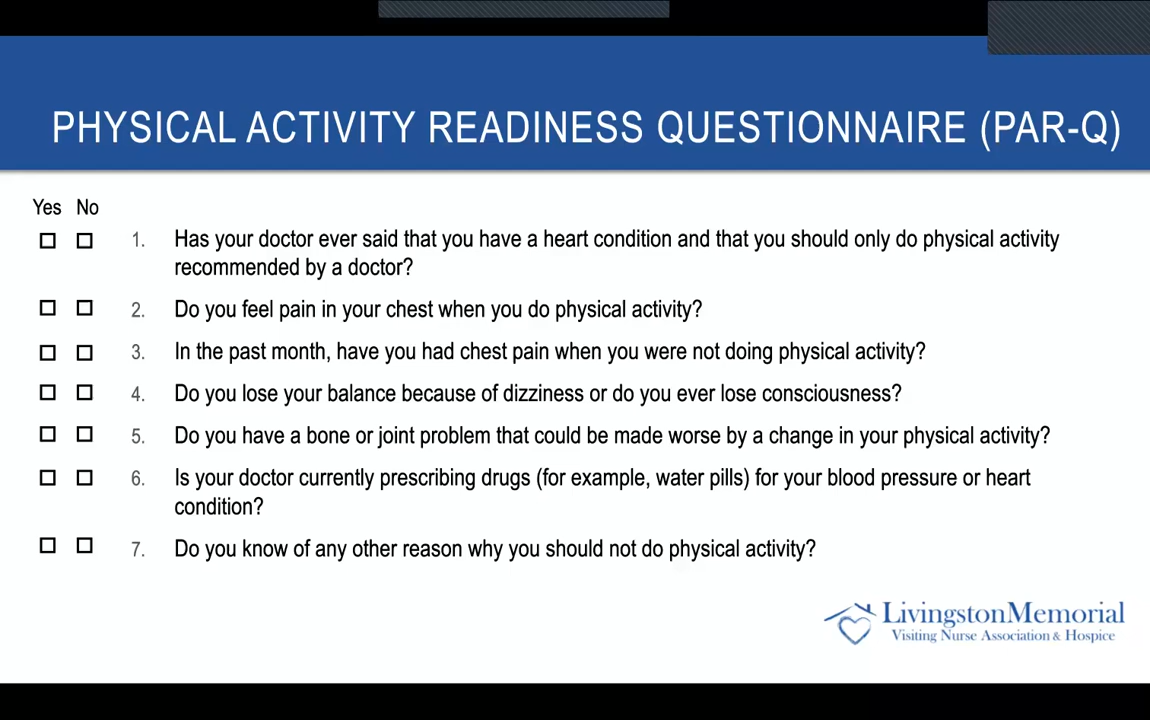 PHYSICAL ACTIVITY READINESS QUESTIONNAIRE (PAR-Q)
Yes No
1. Has your doctor ever said that you have a heart condition and that you should only do physical activity
recommended by a doctor?
2. Do you feel pain in your chest when you do physical activity?
3. In the past month, have you had chest pain when you were not doing physical activity?
4. Do you lose your balance because of dizziness or do you ever lose consciousness?
5. Do you have a bone or joint problem that could be made worse by a change in your physical activity?
6. Is your doctor currently prescribing drugs (for example, water pills) for your blood pressure or heart
condition?
7. Do you know of any other reason why you should not do physical activity?
LivingstonMemorial
Visiting Nurse Association & Hospice